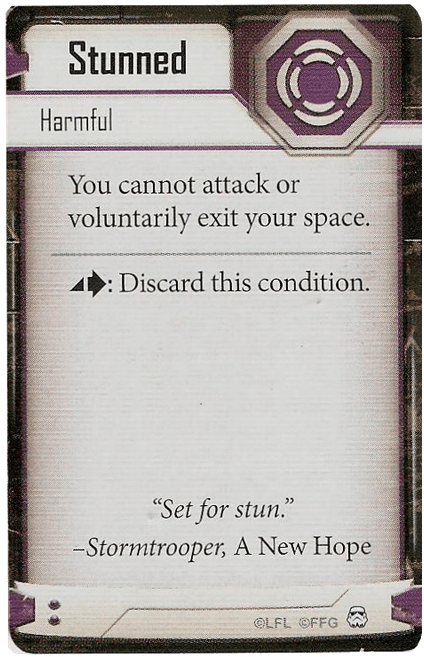 Stunned
Harmful
You cannot attack or
voluntarily exit your space.
: Discard this condition.
“Set for stun.”
–Stormtrooper, A New Hope
©LFL ©FFG